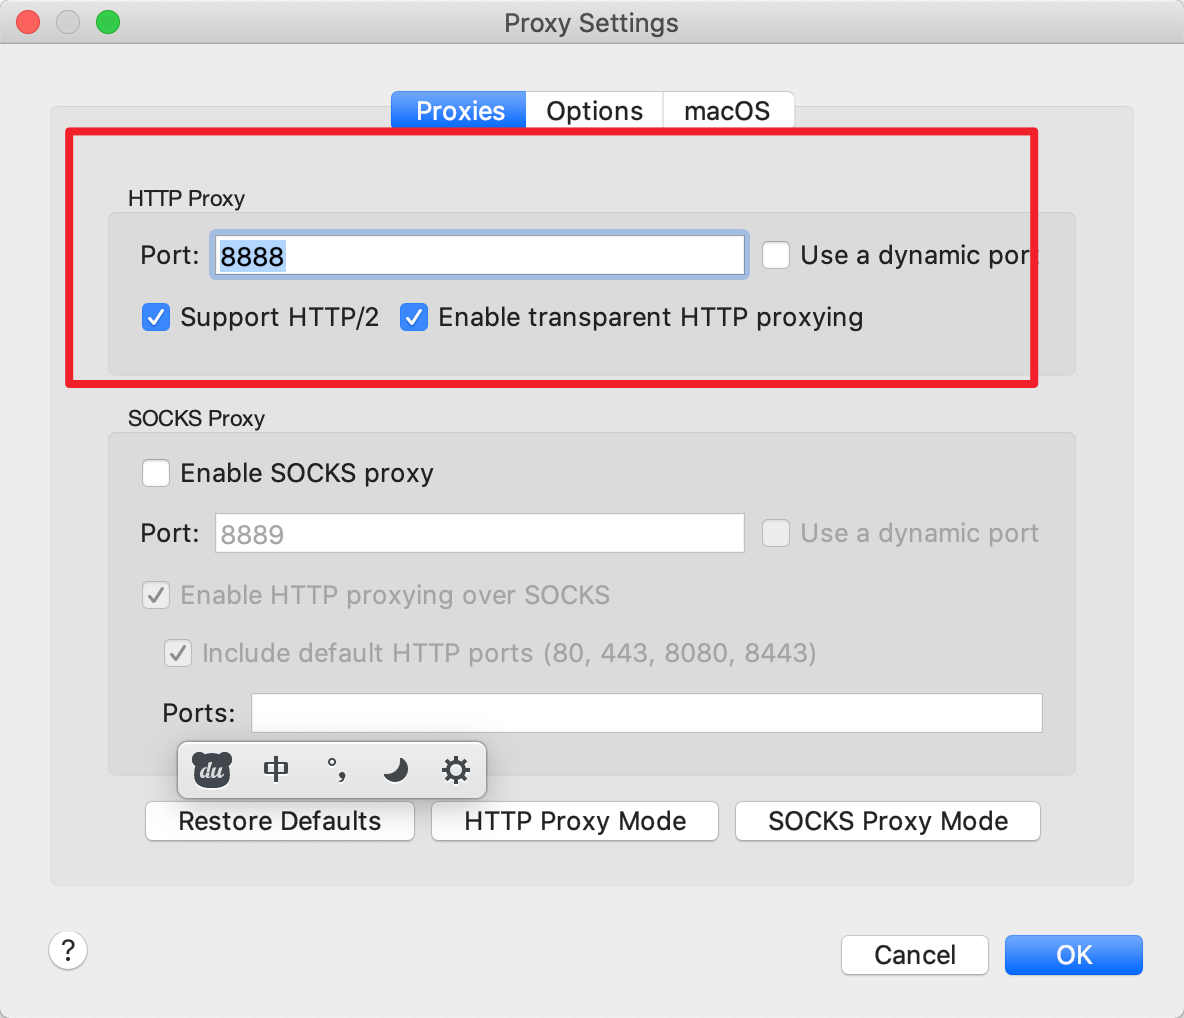 Proxy Settings
Proxies Options macOS
HTTP Proxy
Port: 8888 Use a dynamic port
Support HTTP/2 Enable transparent HTTP proxying
SOCKS Proxy
Enable SOCKS proxy
Port: 8889 Use a dynamic port
Enable HTTP proxying over SOCKS
Include default HTTP ports (80, 443, 8080, 8443)
Ports:
du 中 °,
Restore Defaults HTTP Proxy Mode SOCKS Proxy Mode
? Cancel OK